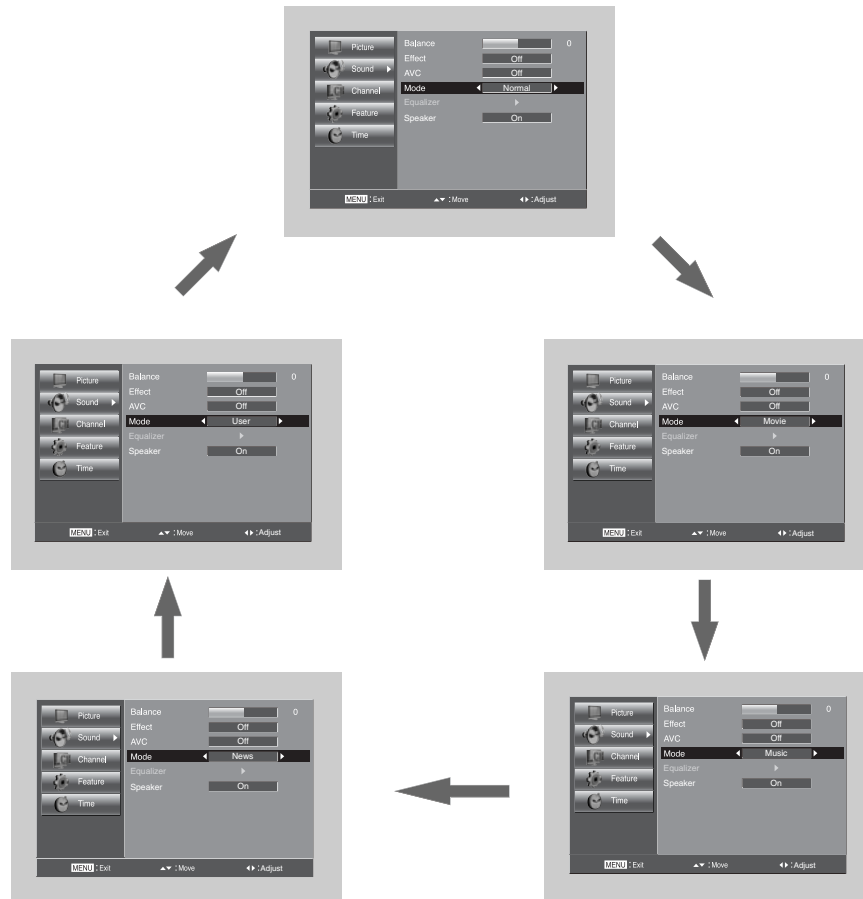 Picture
Sound
Channel
Feature
Time
Balance 0
Effect Off
AVC Off
Mode Normal
Equalizer
Speaker On
MENU : Exit : Move : Adjust
Picture
Sound
Channel
Feature
Time
Balance 0
Effect Off
AVC Off
Mode User
Equalizer
Speaker On
MENU : Exit : Move : Adjust
Picture
Sound
Channel
Feature
Time
Balance 0
Effect Off
AVC Off
Mode Movie
Equalizer
Speaker On
MENU : Exit : Move : Adjust
Picture
Sound
Channel
Feature
Time
Balance 0
Effect Off
AVC Off
Mode News
Equalizer
Speaker On
MENU : Exit : Move : Adjust
Picture
Sound
Channel
Feature
Time
Balance 0
Effect Off
AVC Off
Mode Music
Equalizer
Speaker On
MENU : Exit : Move : Adjust